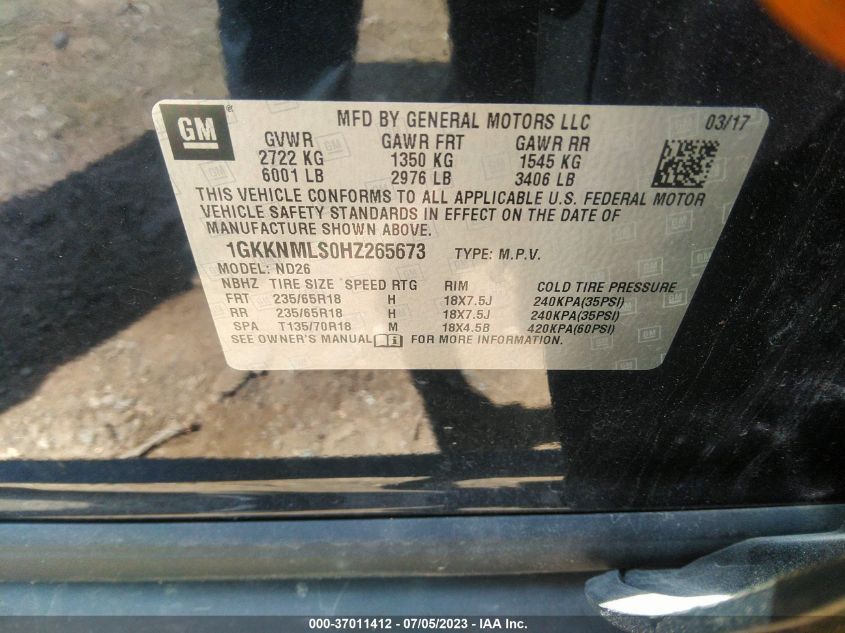 GM
MFD BY GENERAL MOTORS LLC 03/17
GVWR GAWR FRT GAWR RR
2722 KG 1350 KG 1545 KG
6001 LB 2976 LB 3406 LB
THIS VEHICLE CONFORMS TO ALL APPLICABLE U.S. FEDERAL MOTOR
VEHICLE SAFETY STANDARDS IN EFFECT ON THE DATE OF
MANUFACTURE SHOWN ABOVE.
1GKKNMLS0HZ265673 TYPE: M.P.V.
MODEL: ND26
NBHZ TIRE SIZE SPEED RTG RIM COLD TIRE PRESSURE
FRT 235/65R18 H 18X7.5J 240KPA(35PSI)
RR 235/65R18 H 18X7.5J 240KPA(35PSI)
SPA T135/70R18 M 18X4.5B 420KPA(60PSI)
SEE OWNER'S MANUAL FOR MORE INFORMATION.
000-37011412 - 07/05/2023 - IAA Inc.